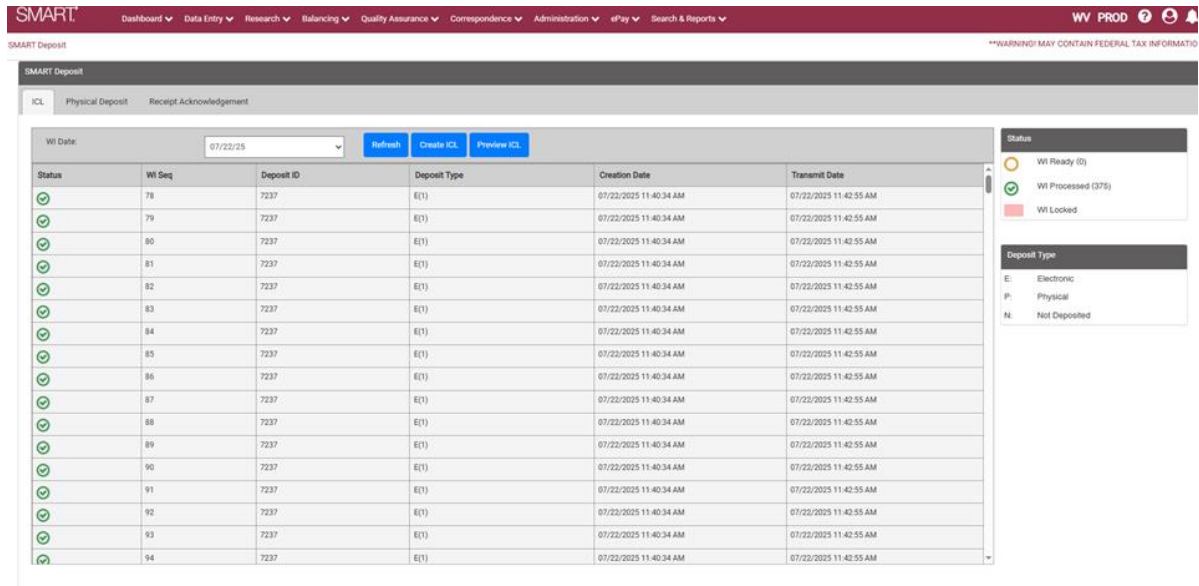 SMART.
Dashboard Data Entry Research Balancing Quality Assurance Correspondence Administration ePay Search & Reports WV PROD
SMART Deposit **WARNING! MAY CONTAIN FEDERAL TAX INFORMATIO
SMART Deposit
ICL Physical Deposit Receipt Acknowledgement
WI Date: 07/22/25 Refresh Create ICL Preview ICL
Status WI Seq Deposit ID Deposit Type Creation Date Transmit Date
78 7237 E(1) 07/22/2025 11:40:34 AM 07/22/2025 11:42:55 AM
79 7237 E(1) 07/22/2025 11:40:34 AM 07/22/2025 11:42:55 AM
80 7237 E(1) 07/22/2025 11:40:34 AM 07/22/2025 11:42:55 AM
81 7237 E(1) 07/22/2025 11:40:34 AM 07/22/2025 11:42:55 AM
82 7237 E(1) 07/22/2025 11:40:34 AM 07/22/2025 11:42:55 AM
83 7237 E(1) 07/22/2025 11:40:34 AM 07/22/2025 11:42:55 AM
84 7237 E(1) 07/22/2025 11:40:34 AM 07/22/2025 11:42:55 AM
85 7237 E(1) 07/22/2025 11:40:34 AM 07/22/2025 11:42:55 AM
86 7237 E(1) 07/22/2025 11:40:34 AM 07/22/2025 11:42:55 AM
87 7237 E(1) 07/22/2025 11:40:34 AM 07/22/2025 11:42:55 AM
88 7237 E(1) 07/22/2025 11:40:34 AM 07/22/2025 11:42:55 AM
89 7237 E(1) 07/22/2025 11:40:34 AM 07/22/2025 11:42:55 AM
90 7237 E(1) 07/22/2025 11:40:34 AM 07/22/2025 11:42:55 AM
91 7237 E(1) 07/22/2025 11:40:34 AM 07/22/2025 11:42:55 AM
92 7237 E(1) 07/22/2025 11:40:34 AM 07/22/2025 11:42:55 AM
93 7237 E(1) 07/22/2025 11:40:34 AM 07/22/2025 11:42:55 AM
94 7237 E(1) 07/22/2025 11:40:34 AM 07/22/2025 11:42:55 AM
Status
WI Ready (0)
WI Processed (375)
WI Locked
Deposit Type
E: Electronic
P: Physical
N: Not Deposited